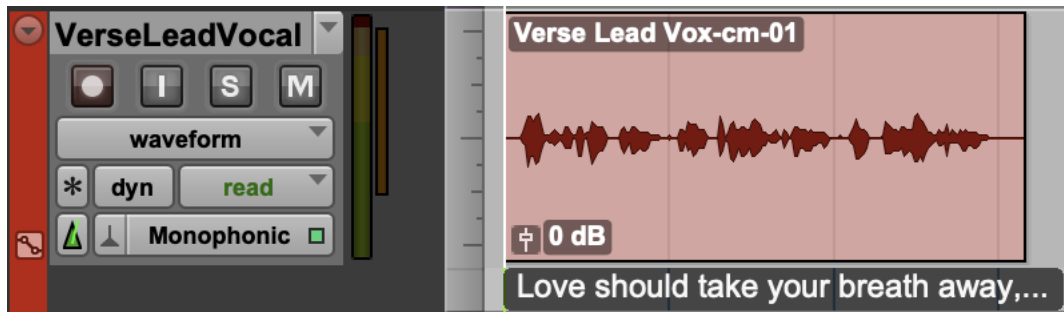 VerseLeadVocal
I S M
waveform
* dyn read
Monophonic
Verse Lead Vox-cm-01
0 dB
Love should take your breath away,...